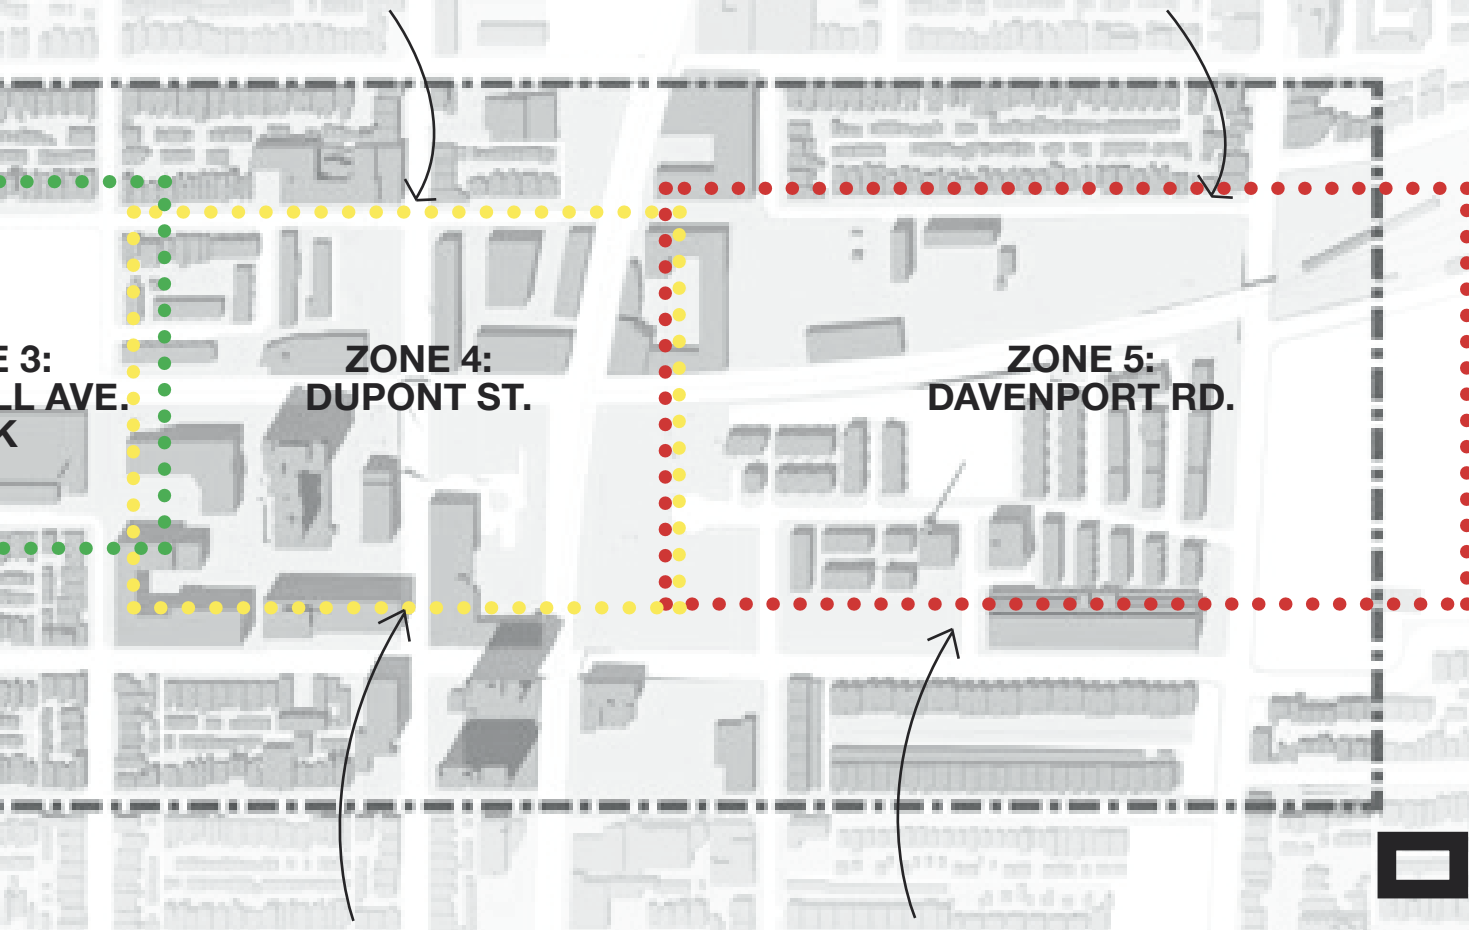 E 3:
LL AVE.
K
ZONE 4:
DUPONT ST.
ZONE 5:
DAVENPORT RD.